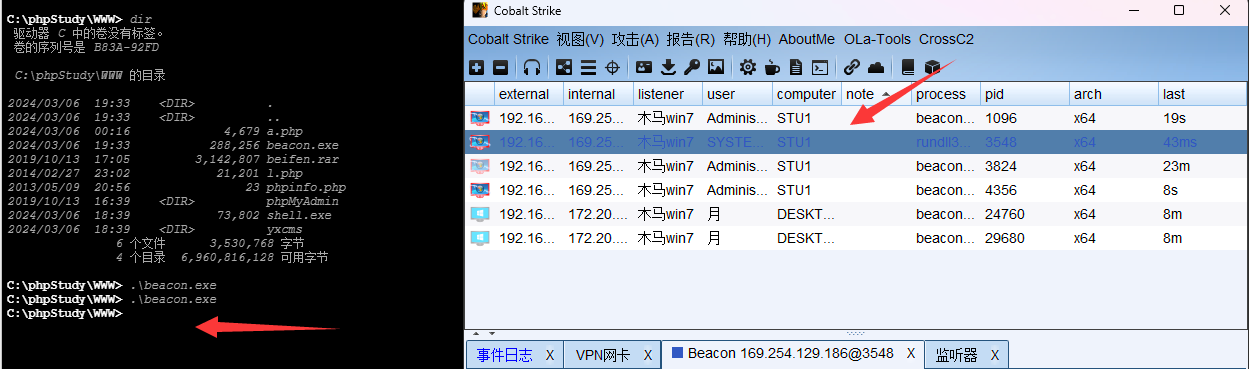 C:\phpStudy\WWW> dir
驱动器 C 中的卷没有标签。
卷的序列号是 B83A-92FD
C:\phpStudy\WWW 的目录
2024/03/06 19:33 <DIR> .
2024/03/06 19:33 <DIR> ..
2024/03/06 00:16 4,679 a.php
2024/03/06 19:33 288,256 beacon.exe
2019/10/13 17:05 3,142,807 beifen.rar
2014/02/27 23:02 21,201 l.php
2013/05/09 20:56 23 phpinfo.php
2019/10/13 16:39 <DIR> phpMyAdmin
2024/03/06 18:39 73,802 shell.exe
2024/03/06 18:39 <DIR> yxcms
6 个文件 3,530,768 字节
4 个目录 6,960,816,128 可用字节
C:\phpStudy\WWW> .\beacon.exe
C:\phpStudy\WWW> .\beacon.exe
C:\phpStudy\WWW>
Cobalt Strike
Cobalt Strike 视图(V) 攻击(A) 报告(R) 帮助(H) AboutMe OLa-Tools CrossC2
external internal listener user computer note process pid arch last
192.16... 169.25... 木马win7 Adminis... STU1 beacon... 1096 x64 19s
192.16... 169.25... 木马win7 SYSTE... STU1 rundll3... 3548 x64 43ms
192.16... 169.25... 木马win7 Adminis... STU1 beacon... 3824 x64 23m
192.16... 169.25... 木马win7 Adminis... STU1 beacon... 4356 x64 8s
192.16... 172.20.... 木马win7 月 DESKT... beacon... 24760 x64 8m
192.16... 172.20.... 木马win7 月 DESKT... beacon... 29680 x64 8m
事件日志 X VPN网卡 X Beacon 169.254.129.186@3548 X 监听器 X